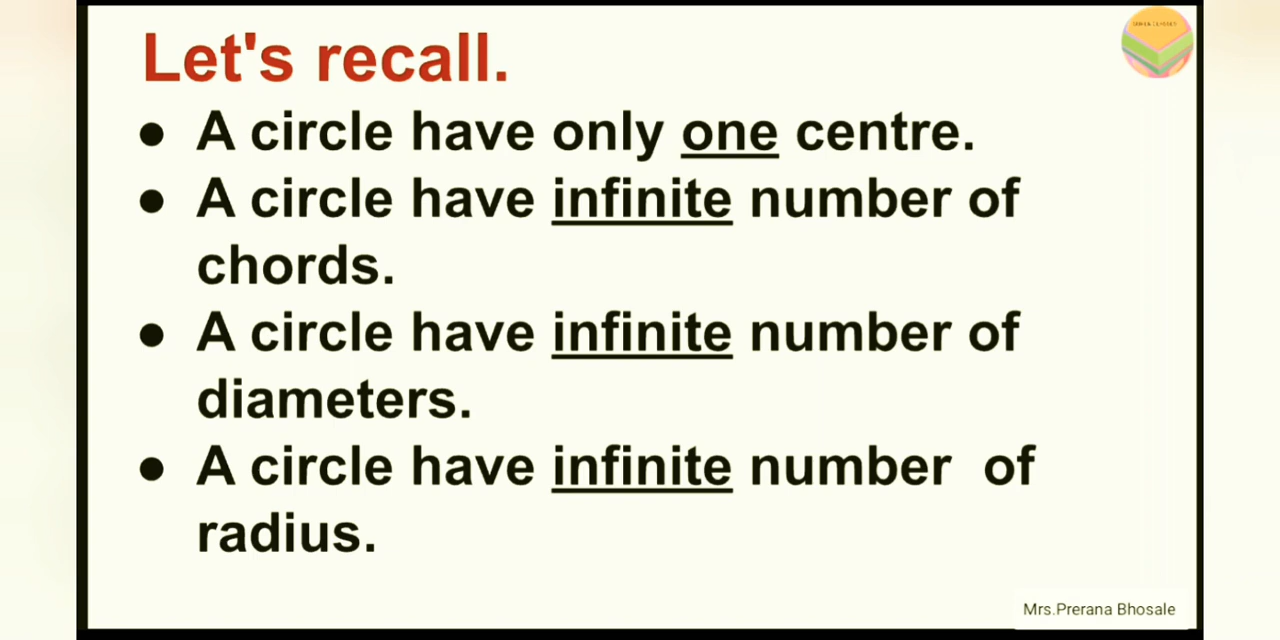 Let's recall.
● A circle have only one centre.
● A circle have infinite number of
chords.
● A circle have infinite number of
diameters.
● A circle have infinite number of
radius.
Mrs.Prerana Bhosale